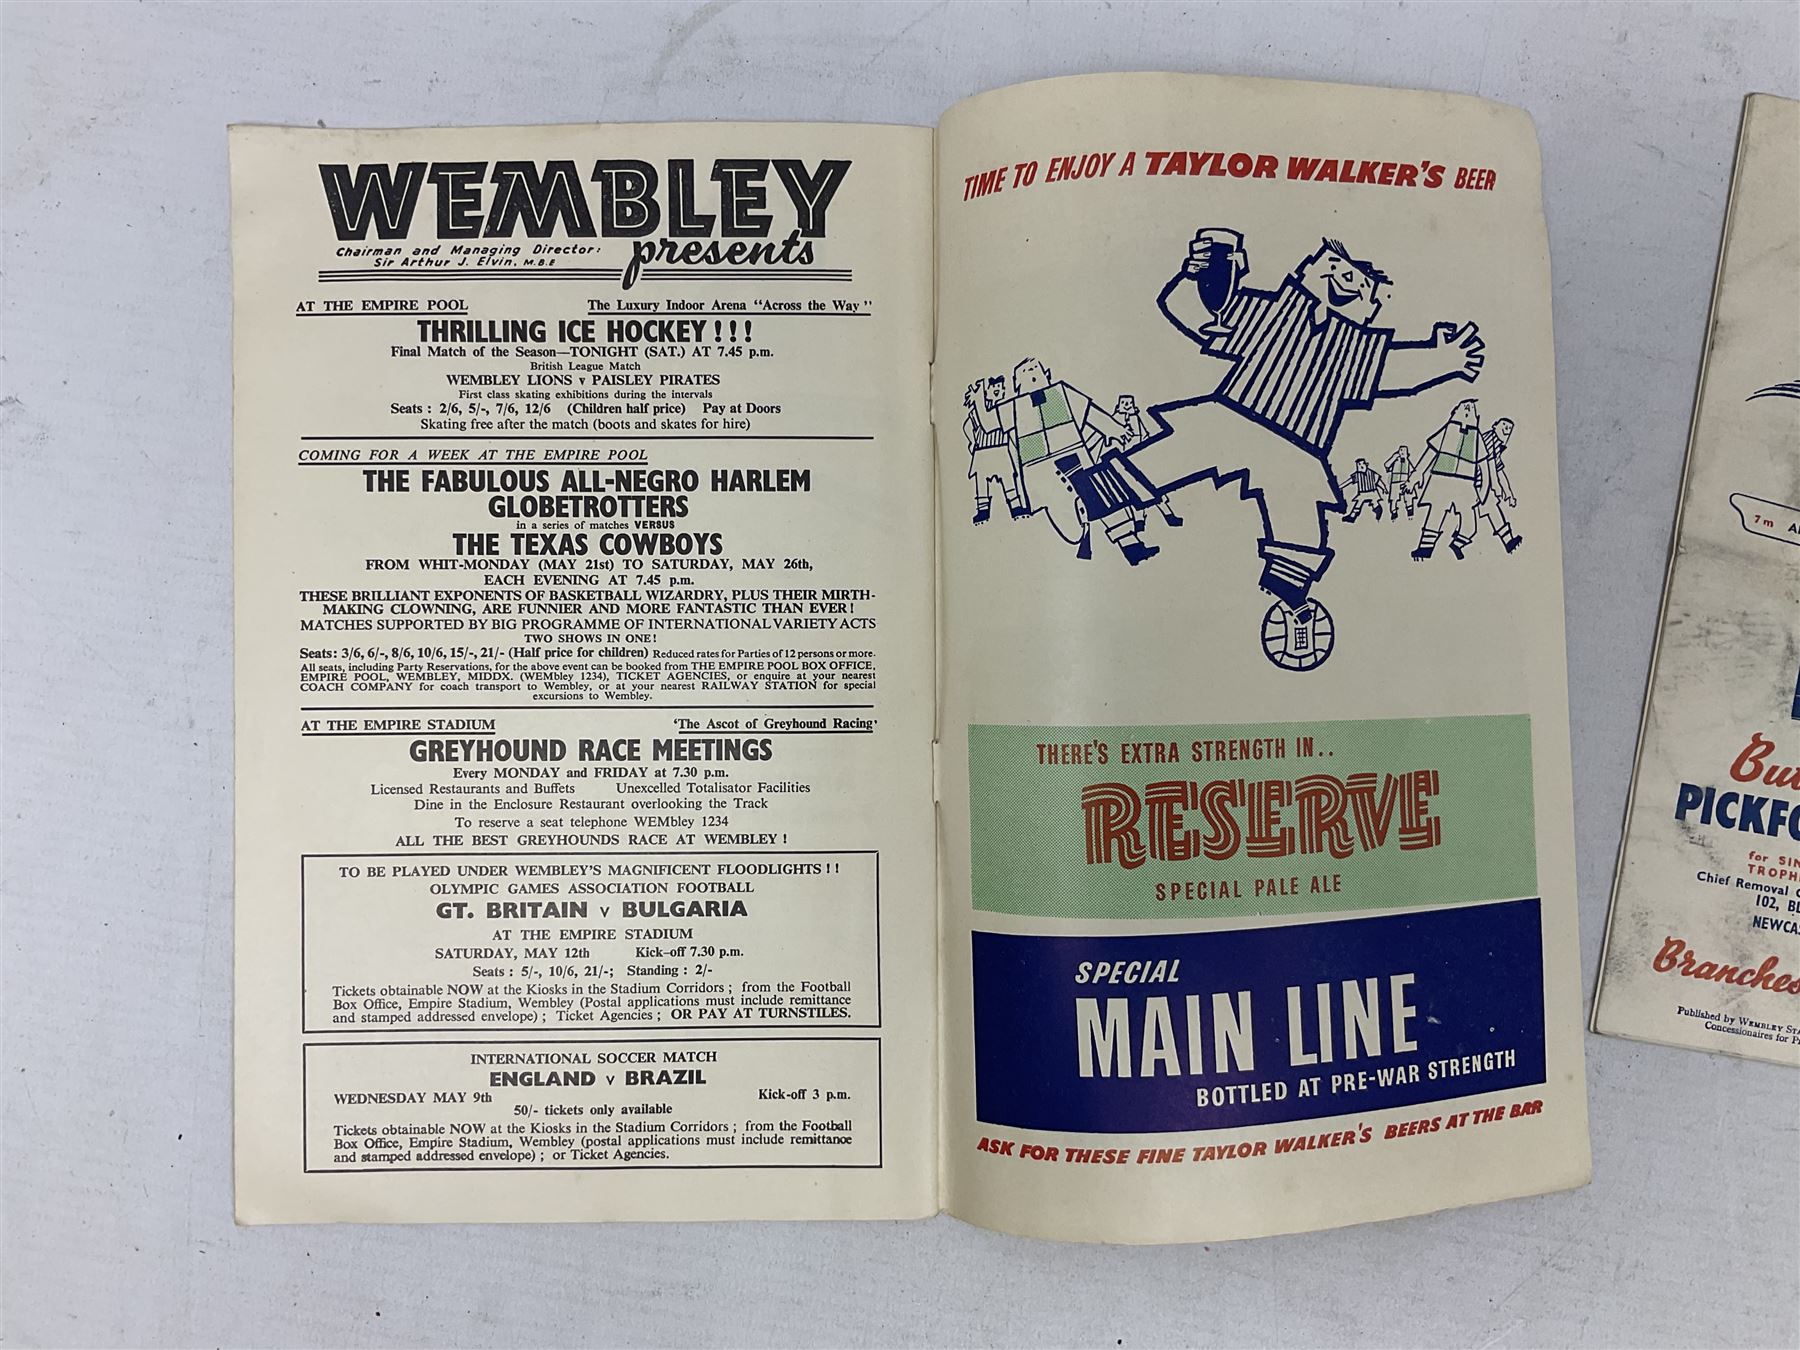 WEMBLEY
presents
Chairman and Managing Director:
Sir Arthur J. Elvin, M.B.E
AT THE EMPIRE POOL The Luxury Indoor Arena "Across the Way"
THRILLING ICE HOCKEY!!!
Final Match of the Season—TONIGHT (SAT.) AT 7.45 p.m.
British League Match
WEMBLEY LIONS v PAISLEY PIRATES
First class skating exhibitions during the intervals
Seats : 2/6, 5/-, 7/6, 12/6 (Children half price) Pay at Doors
Skating free after the match (boots and skates for hire)
COMING FOR A WEEK AT THE EMPIRE POOL
THE FABULOUS ALL-NEGRO HARLEM
GLOBETROTTERS
in a series of matches VERSUS
THE TEXAS COWBOYS
FROM WHIT-MONDAY (MAY 21st) TO SATURDAY, MAY 26th,
EACH EVENING AT 7.45 p.m.
THESE BRILLIANT EXPONENTS OF BASKETBALL WIZARDRY, PLUS THEIR MIRTH-
MAKING CLOWNING, ARE FUNNIER AND MORE FANTASTIC THAN EVER!
MATCHES SUPPORTED BY BIG PROGRAMME OF INTERNATIONAL VARIETY ACTS
TWO SHOWS IN ONE!
Seats: 3/6, 6/-, 8/6, 10/6, 15/-, 21/- (Half price for children) Reduced rates for Parties of 12 persons or more.
All seats, including Party Reservations, for the above event can be booked from THE EMPIRE POOL BOX OFFICE,
EMPIRE POOL, WEMBLEY, MIDDX. (WEMbley 1234), TICKET AGENCIES, or enquire at your nearest
COACH COMPANY for coach transport to Wembley, or at your nearest RAILWAY STATION for special
excursions to Wembley.
AT THE EMPIRE STADIUM 'The Ascot of Greyhound Racing'
GREYHOUND RACE MEETINGS
Every MONDAY and FRIDAY at 7.30 p.m.
Licensed Restaurants and Buffets Unexcelled Totalisator Facilities
Dine in the Enclosure Restaurant overlooking the Track
To reserve a seat telephone WEMbley 1234
ALL THE BEST GREYHOUNDS RACE AT WEMBLEY !
TO BE PLAYED UNDER WEMBLEY'S MAGNIFICENT FLOODLIGHTS ! !
OLYMPIC GAMES ASSOCIATION FOOTBALL
GT. BRITAIN v BULGARIA
AT THE EMPIRE STADIUM
SATURDAY, MAY 12th Kick-off 7.30 p.m.
Seats : 5/-, 10/6, 21/-; Standing : 2/-
Tickets obtainable NOW at the Kiosks in the Stadium Corridors ; from the Football
Box Office, Empire Stadium, Wembley (Postal applications must include remittance
and stamped addressed envelope) ; Ticket Agencies ; OR PAY AT TURNSTILES.
INTERNATIONAL SOCCER MATCH
ENGLAND v BRAZIL
WEDNESDAY MAY 9th Kick-off 3 p.m.
50/- tickets only available
Tickets obtainable NOW at the Kiosks in the Stadium Corridors ; from the Football
Box Office, Empire Stadium, Wembley (postal applications must include remittance
and stamped addressed envelope) ; or Ticket Agencies.
TIME TO ENJOY A TAYLOR WALKER'S BEER
THERE'S EXTRA STRENGTH IN..
RESERVE
SPECIAL PALE ALE
SPECIAL
MAIN LINE
BOTTLED AT PRE-WAR STRENGTH
ASK FOR THESE FINE TAYLOR WALKER'S BEERS AT THE BAR
7m
PICKFO
for SIN
TROPH
Chief Removal
102, BL
NEWCA
Branches
Published by WEMBLEY STA
Concessionaires for P